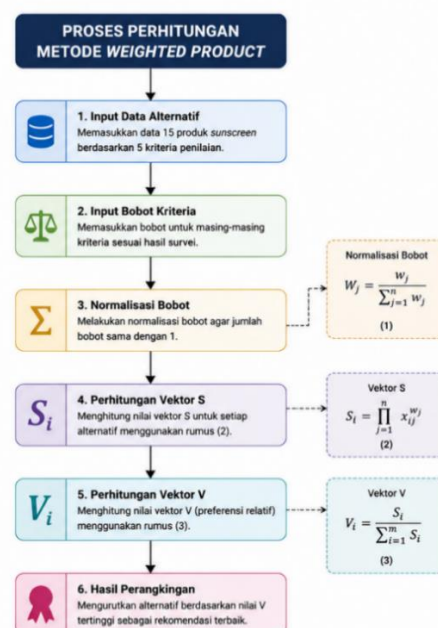 PROSES PERHITUNGAN
METODE WEIGHTED PRODUCT
1. Input Data Alternatif
Memasukkan data 15 produk sunscreen
berdasarkan 5 kriteria penilaian.
2. Input Bobot Kriteria
Memasukkan bobot untuk masing-masing
kriteria sesuai hasil survei.
Σ
3. Normalisasi Bobot
Melakukan normalisasi bobot agar jumlah
bobot sama dengan 1.
Normalisasi Bobot
W_j = w_j / ∑_{j=1}^{n} w_j
(1)
S_i
4. Perhitungan Vektor S
Menghitung nilai vektor S untuk setiap
alternatif menggunakan rumus (2).
Vektor S
S_i = ∏_{j=1}^{n} x_{ij}^{w_j}
(2)
V_i
5. Perhitungan Vektor V
Menghitung nilai vektor V (preferensi relatif)
menggunakan rumus (3).
Vektor V
V_i = S_i / ∑_{i=1}^{m} S_i
(3)
6. Hasil Perangkingan
Mengurutkan alternatif berdasarkan nilai V
tertinggi sebagai rekomendasi terbaik.